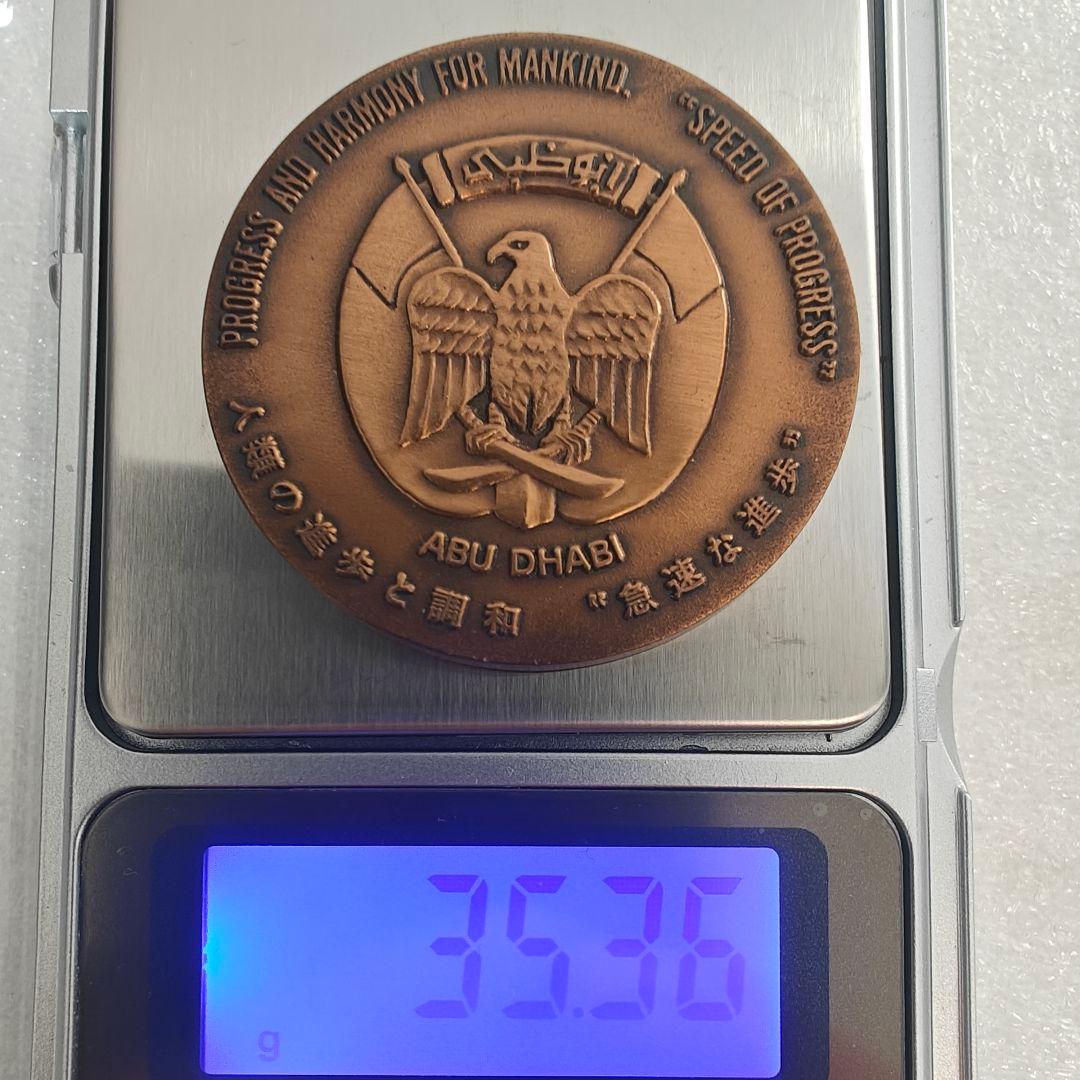 PROGRESS AND HARMONY FOR MANKIND. "SPEED OF PROGRESS"
ابوظبي
ABU DHABI
人類の進歩と調和 "急速な進歩"
35.36
g